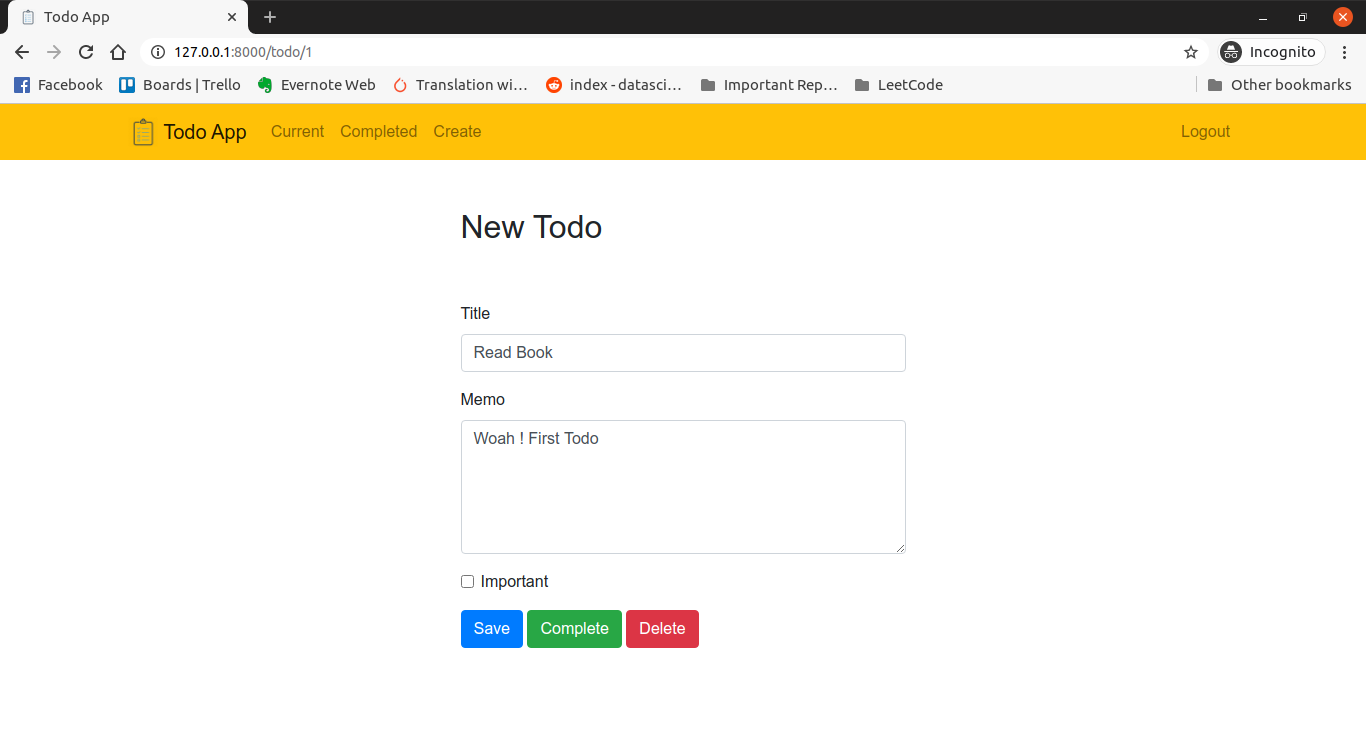 Todo App
127.0.0.1:8000/todo/1
Incognito
Facebook
Boards | Trello
Evernote Web
Translation wi...
index - datasci...
Important Rep...
LeetCode
Other bookmarks
Todo App
Current
Completed
Create
Logout
New Todo
Title
Read Book
Memo
Woah ! First Todo
Important
Save
Complete
Delete